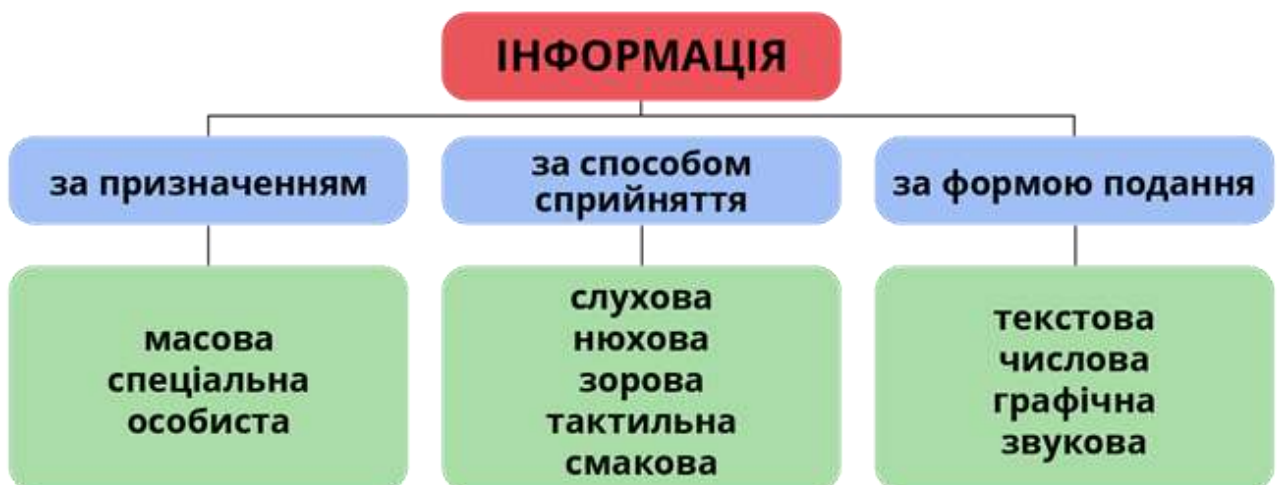 ІНФОРМАЦІЯ
за призначенням
за способом
сприйняття
за формою подання
масова
спеціальна
особиста
слухова
нюхова
зорова
тактильна
смакова
текстова
числова
графічна
звукова